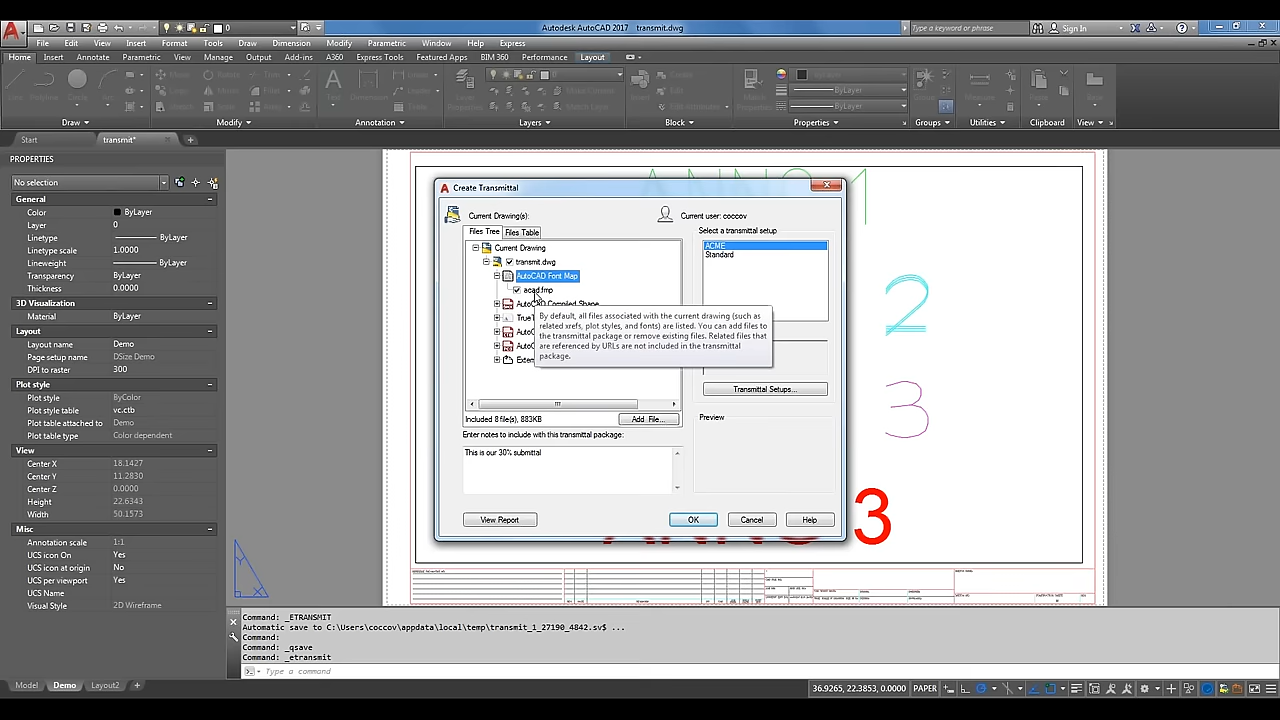 Autodesk AutoCAD 2017 transmit.dwg
Type a keyword or phrase
Sign In
0
File Edit View Insert Format Tools Draw Dimension Modify Parametric Window Help Express
Home Insert Annotate Parametric View Manage Output Add-ins A360 Express Tools Featured Apps BIM 360 Performance Layout
ByLayer
ByLayer
Draw Modify Annotation Layers Block Properties Groups Utilities Clipboard View
Start transmit*
PROPERTIES
No selection
General
Color ByLayer
Layer 0
Linetype ByLayer
Linetype scale 1.0000
Lineweight ByLayer
Transparency ByLayer
Thickness 0.0000
3D Visualization
Material ByLayer
Layout
Layout name Demo
Page setup name DSize Demo
DPI to raster 300
Plot style
Plot style ByColor
Plot style table vc.ctb
Plot table attached to Demo
Plot table type Color dependent
View
Center X 18.1427
Center Y 11.2830
Center Z 0.0000
Height 22.6343
Width 50.1573
Misc
Annotation scale 1:1
UCS icon On Yes
UCS icon at origin No
UCS per viewport
UCS Name
Visual Style 2D Wireframe
1
2
3
3
Y
X
Create Transmittal
Current Drawing(s):
Current user: coccov
Files Tree Files Table
Select a transmittal setup
Current Drawing
transmit.dwg
AutoCAD Font Map
acad.fmp
AutoCAD Compiled Shape
ACME
Standard
By default, all files associated with the current drawing (such as
related xrefs, plot styles, and fonts) are listed. You can add files to
the transmittal package or remove existing files. Related files that
are referenced by URLs are not included in the transmittal
package.
Transmittal Setups...
Included 8 file(s), 883KB
Add File...
Preview
Enter notes to include with this transmittal package:
This is our 30% submittal
View Report
OK
Cancel
Help
Command: _ETRANSMIT
Automatic save to C:\Users\coccov\appdata\local\temp\transmit_1_27190_4842.sv$ ...
Command:
Command: _qsave
Command: _etransmit
Type a command
Model Demo Layout2 +
36.9265, 22.3853, 0.0000 PAPER